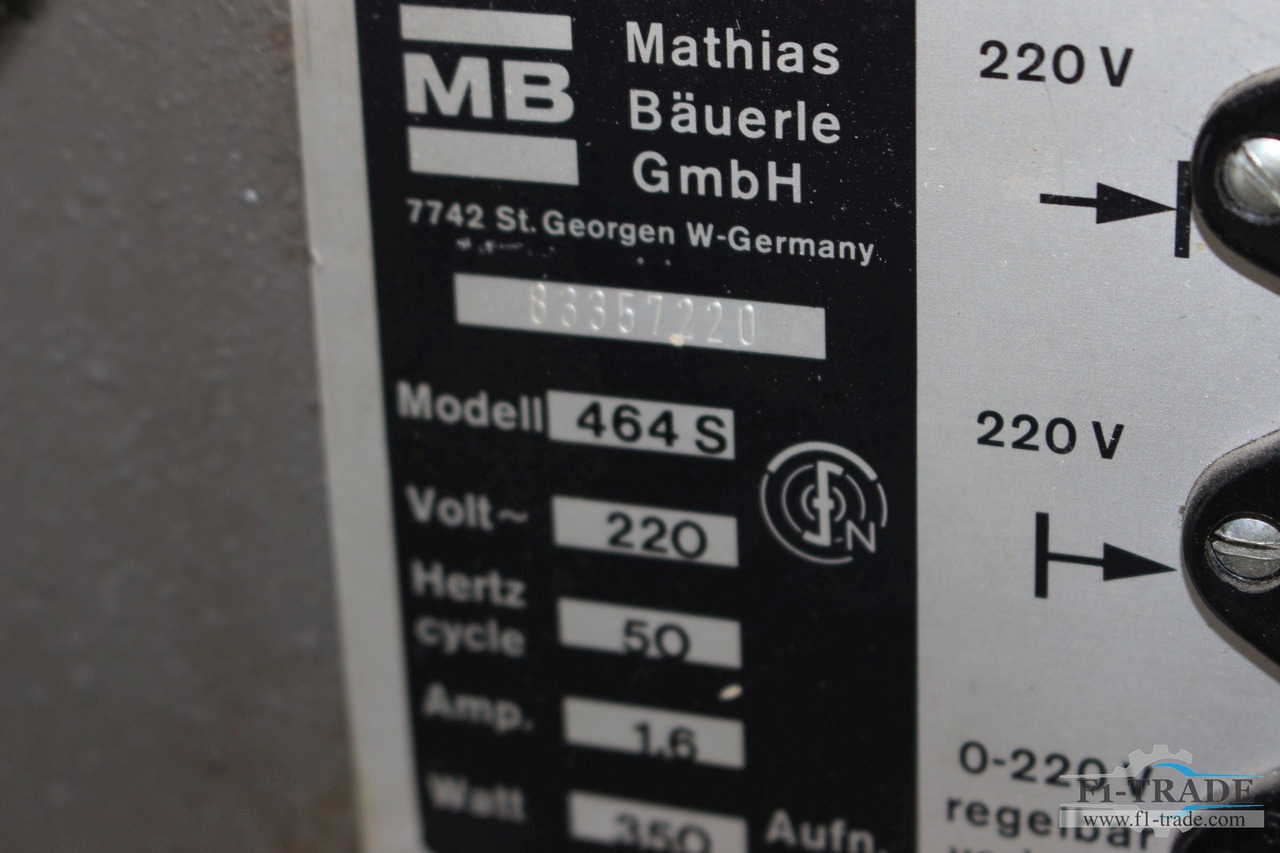 MB
Mathias
Bäuerle
GmbH
7742 St. Georgen W-Germany
83357220
Modell 464 S
Volt~ 220
Hertz
cycle 50
Amp. 1,6
Watt 350 Aufn.
N
220 V
220 V
0-220 V
regelbar
F1-TRADE
www.f1-trade.com